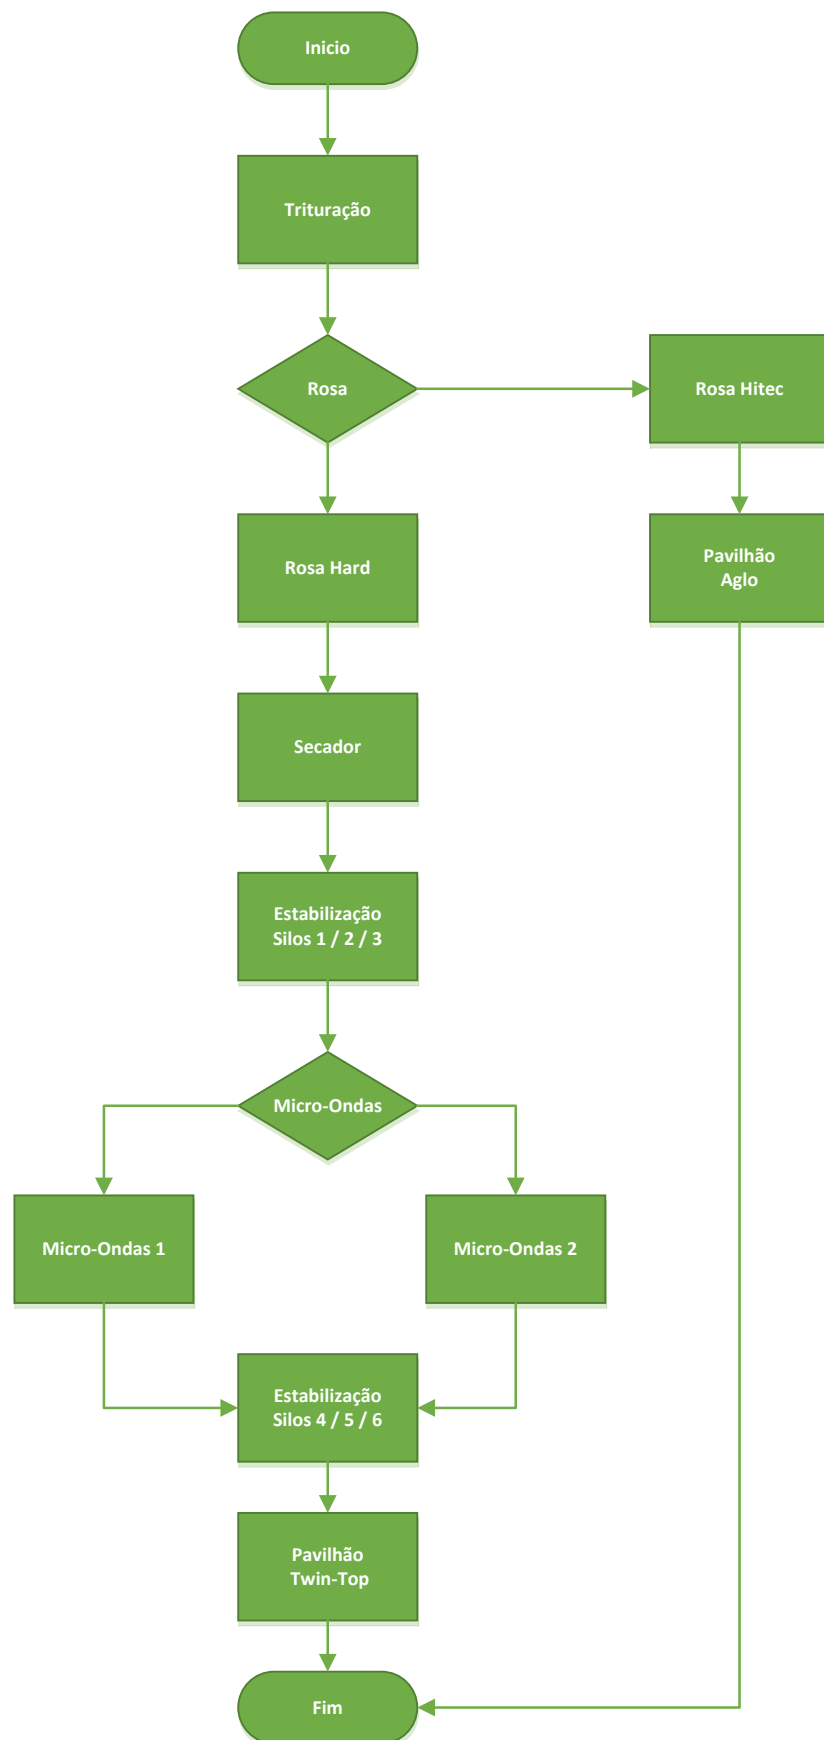 Inicio
Trituração
Rosa
Rosa Hitec
Rosa Hard
Pavilhão
Aglo
Secador
Estabilização
Silos 1 / 2 / 3
Micro-Ondas
Micro-Ondas 1
Micro-Ondas 2
Estabilização
Silos 4 / 5 / 6
Pavilhão
Twin-Top
Fim